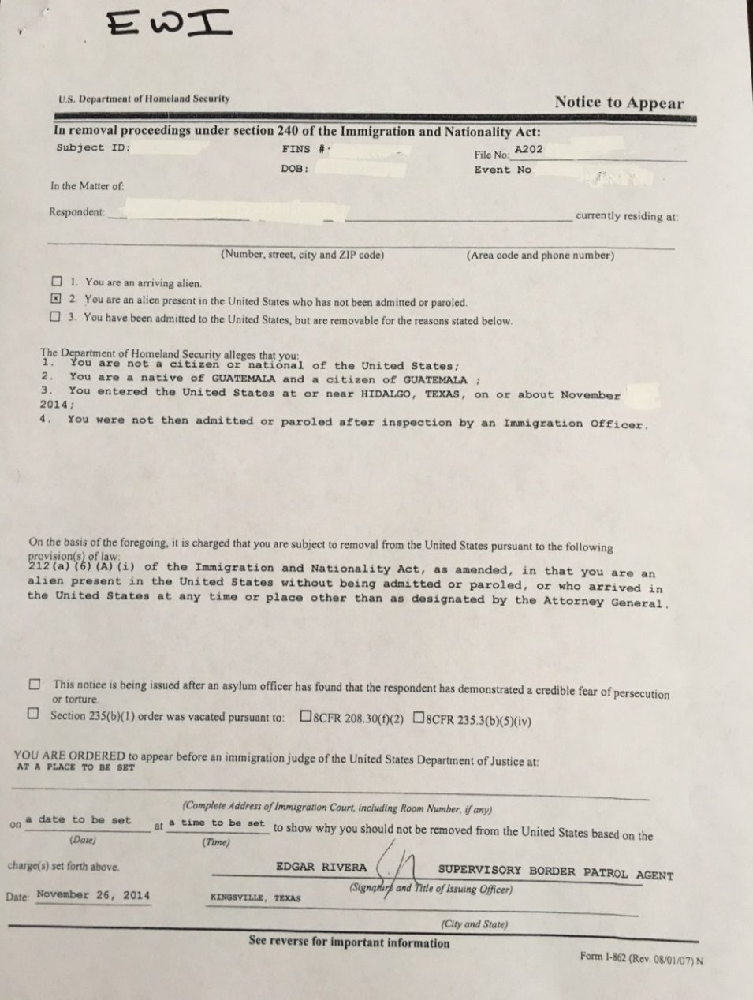 EWI
U.S. Department of Homeland Security
Notice to Appear
In removal proceedings under section 240 of the Immigration and Nationality Act:
Subject ID: FINS #: File No: A202
DOB: Event No
In the Matter of:
Respondent: currently residing at:
(Number, street, city and ZIP code) (Area code and phone number)
☐ 1. You are an arriving alien.
☒ 2. You are an alien present in the United States who has not been admitted or paroled.
☐ 3. You have been admitted to the United States, but are removable for the reasons stated below.
The Department of Homeland Security alleges that you:
1. You are not a citizen or national of the United States;
2. You are a native of GUATEMALA and a citizen of GUATEMALA ;
3. You entered the United States at or near HIDALGO, TEXAS, on or about November
2014;
4. You were not then admitted or paroled after inspection by an Immigration Officer.
On the basis of the foregoing, it is charged that you are subject to removal from the United States pursuant to the following
provision(s) of law:
212(a)(6)(A)(i) of the Immigration and Nationality Act, as amended, in that you are an
alien present in the United States without being admitted or paroled, or who arrived in
the United States at any time or place other than as designated by the Attorney General.
☐ This notice is being issued after an asylum officer has found that the respondent has demonstrated a credible fear of persecution
or torture.
☐ Section 235(b)(1) order was vacated pursuant to: ☐8CFR 208.30(f)(2) ☐8CFR 235.3(b)(5)(iv)
YOU ARE ORDERED to appear before an immigration judge of the United States Department of Justice at:
AT A PLACE TO BE SET
(Complete Address of Immigration Court, including Room Number, if any)
on a date to be set at a time to be set to show why you should not be removed from the United States based on the
(Date) (Time)
charge(s) set forth above. EDGAR RIVERA SUPERVISORY BORDER PATROL AGENT
(Signature and Title of Issuing Officer)
Date: November 26, 2014 KINGSVILLE, TEXAS
(City and State)
See reverse for important information
Form I-862 (Rev. 08/01/07) N